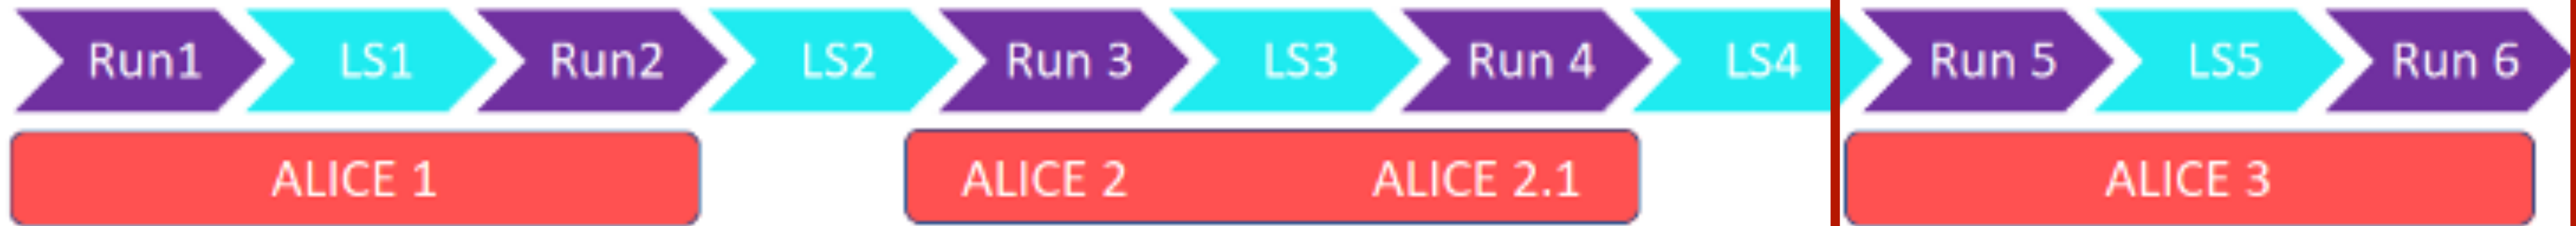 Run1 LS1 Run2 LS2 Run 3 LS3 Run 4 LS4 Run 5 LS5 Run 6
ALICE 1 ALICE 2 ALICE 2.1 ALICE 3